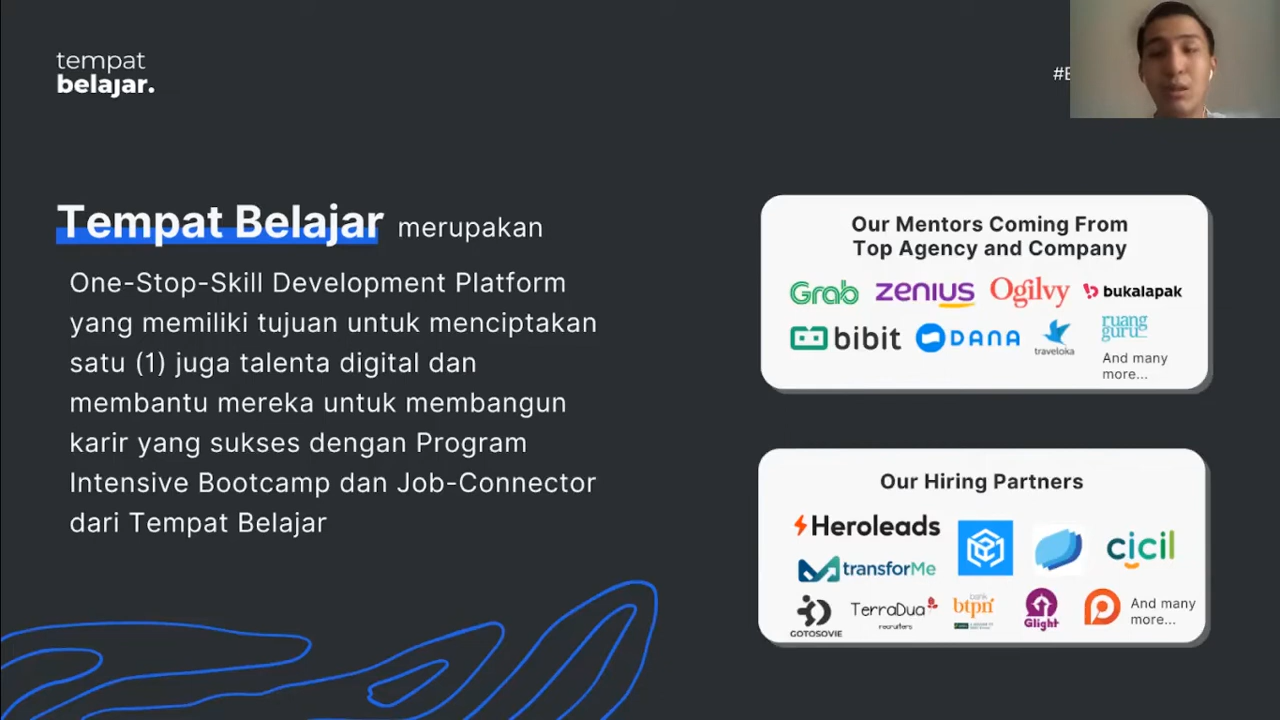 tempat
belajar.
Tempat Belajar merupakan
One-Stop-Skill Development Platform
yang memiliki tujuan untuk menciptakan
satu (1) juga talenta digital dan
membantu mereka untuk membangun
karir yang sukses dengan Program
Intensive Bootcamp dan Job-Connector
dari Tempat Belajar
Our Mentors Coming From
Top Agency and Company
Grab zenius Ogilvy bukalapak
bibit DANA traveloka ruang
guru
And many
more...
Our Hiring Partners
Heroleads
cicil
transforMe
GOTOSOVIE
TerraDua
recruiters
bank
btpn
Glight
And many
more...